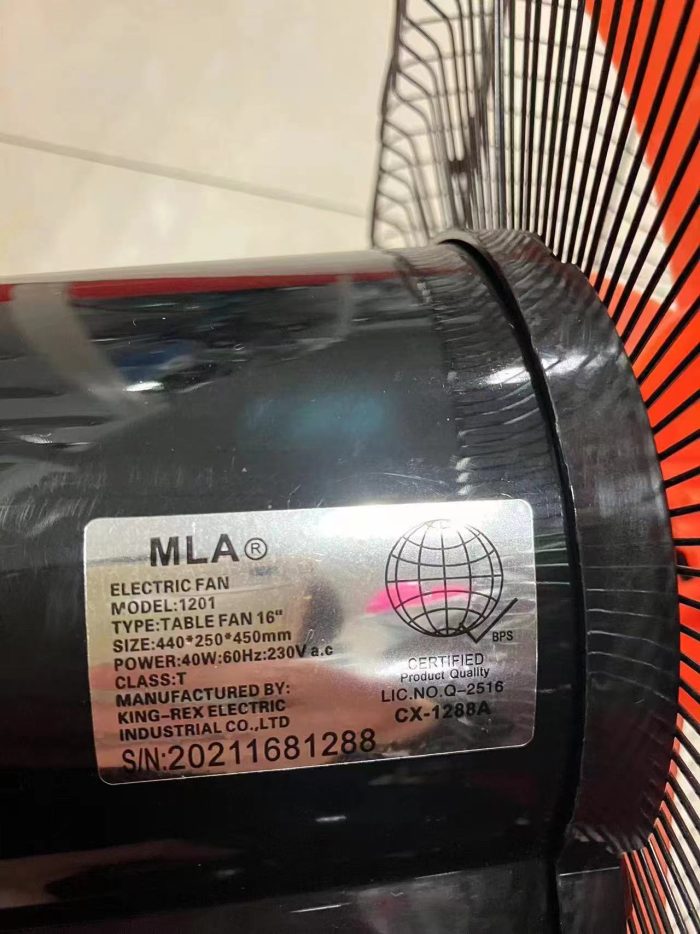 MLA®
ELECTRIC FAN
MODEL:1201
TYPE:TABLE FAN 16"
SIZE:440*250*450mm
POWER:40W:60Hz:230V a.c
CLASS:T
MANUFACTURED BY:
KING-REX ELECTRIC
INDUSTRIAL CO.,LTD
S/N:20211681288
BPS
CERTIFIED
Product Quality
LIC.NO.Q-2516
CX-1288A